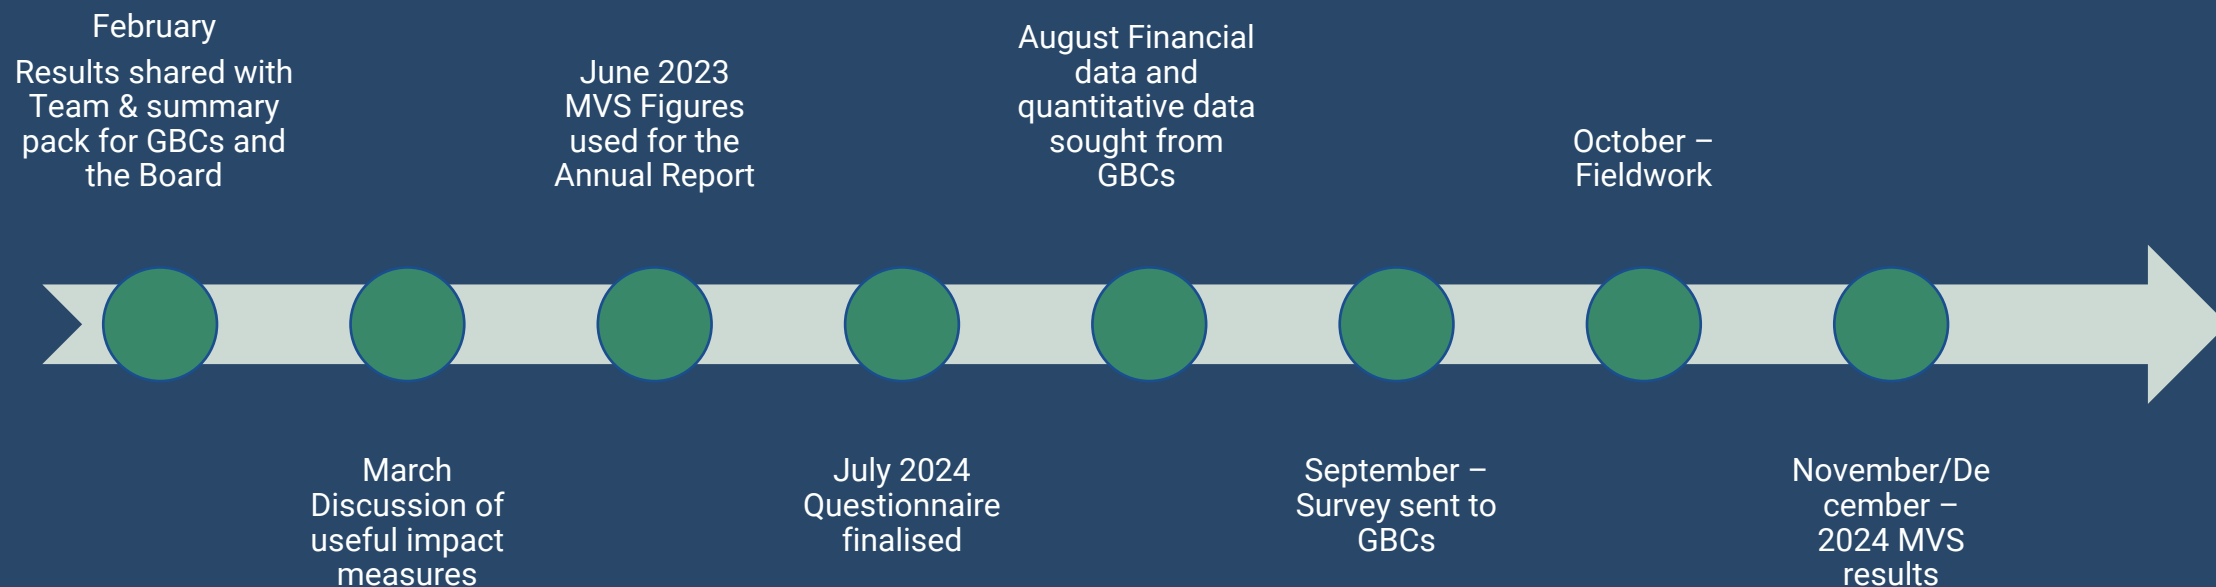 February
Results shared with
Team & summary
pack for GBCs and
the Board
March
Discussion of
useful impact
measures
June 2023
MVS Figures
used for the
Annual Report
July 2024
Questionnaire
finalised
August Financial
data and
quantitative data
sought from
GBCs
September –
Survey sent to
GBCs
October –
Fieldwork
November/De
cember –
2024 MVS
results